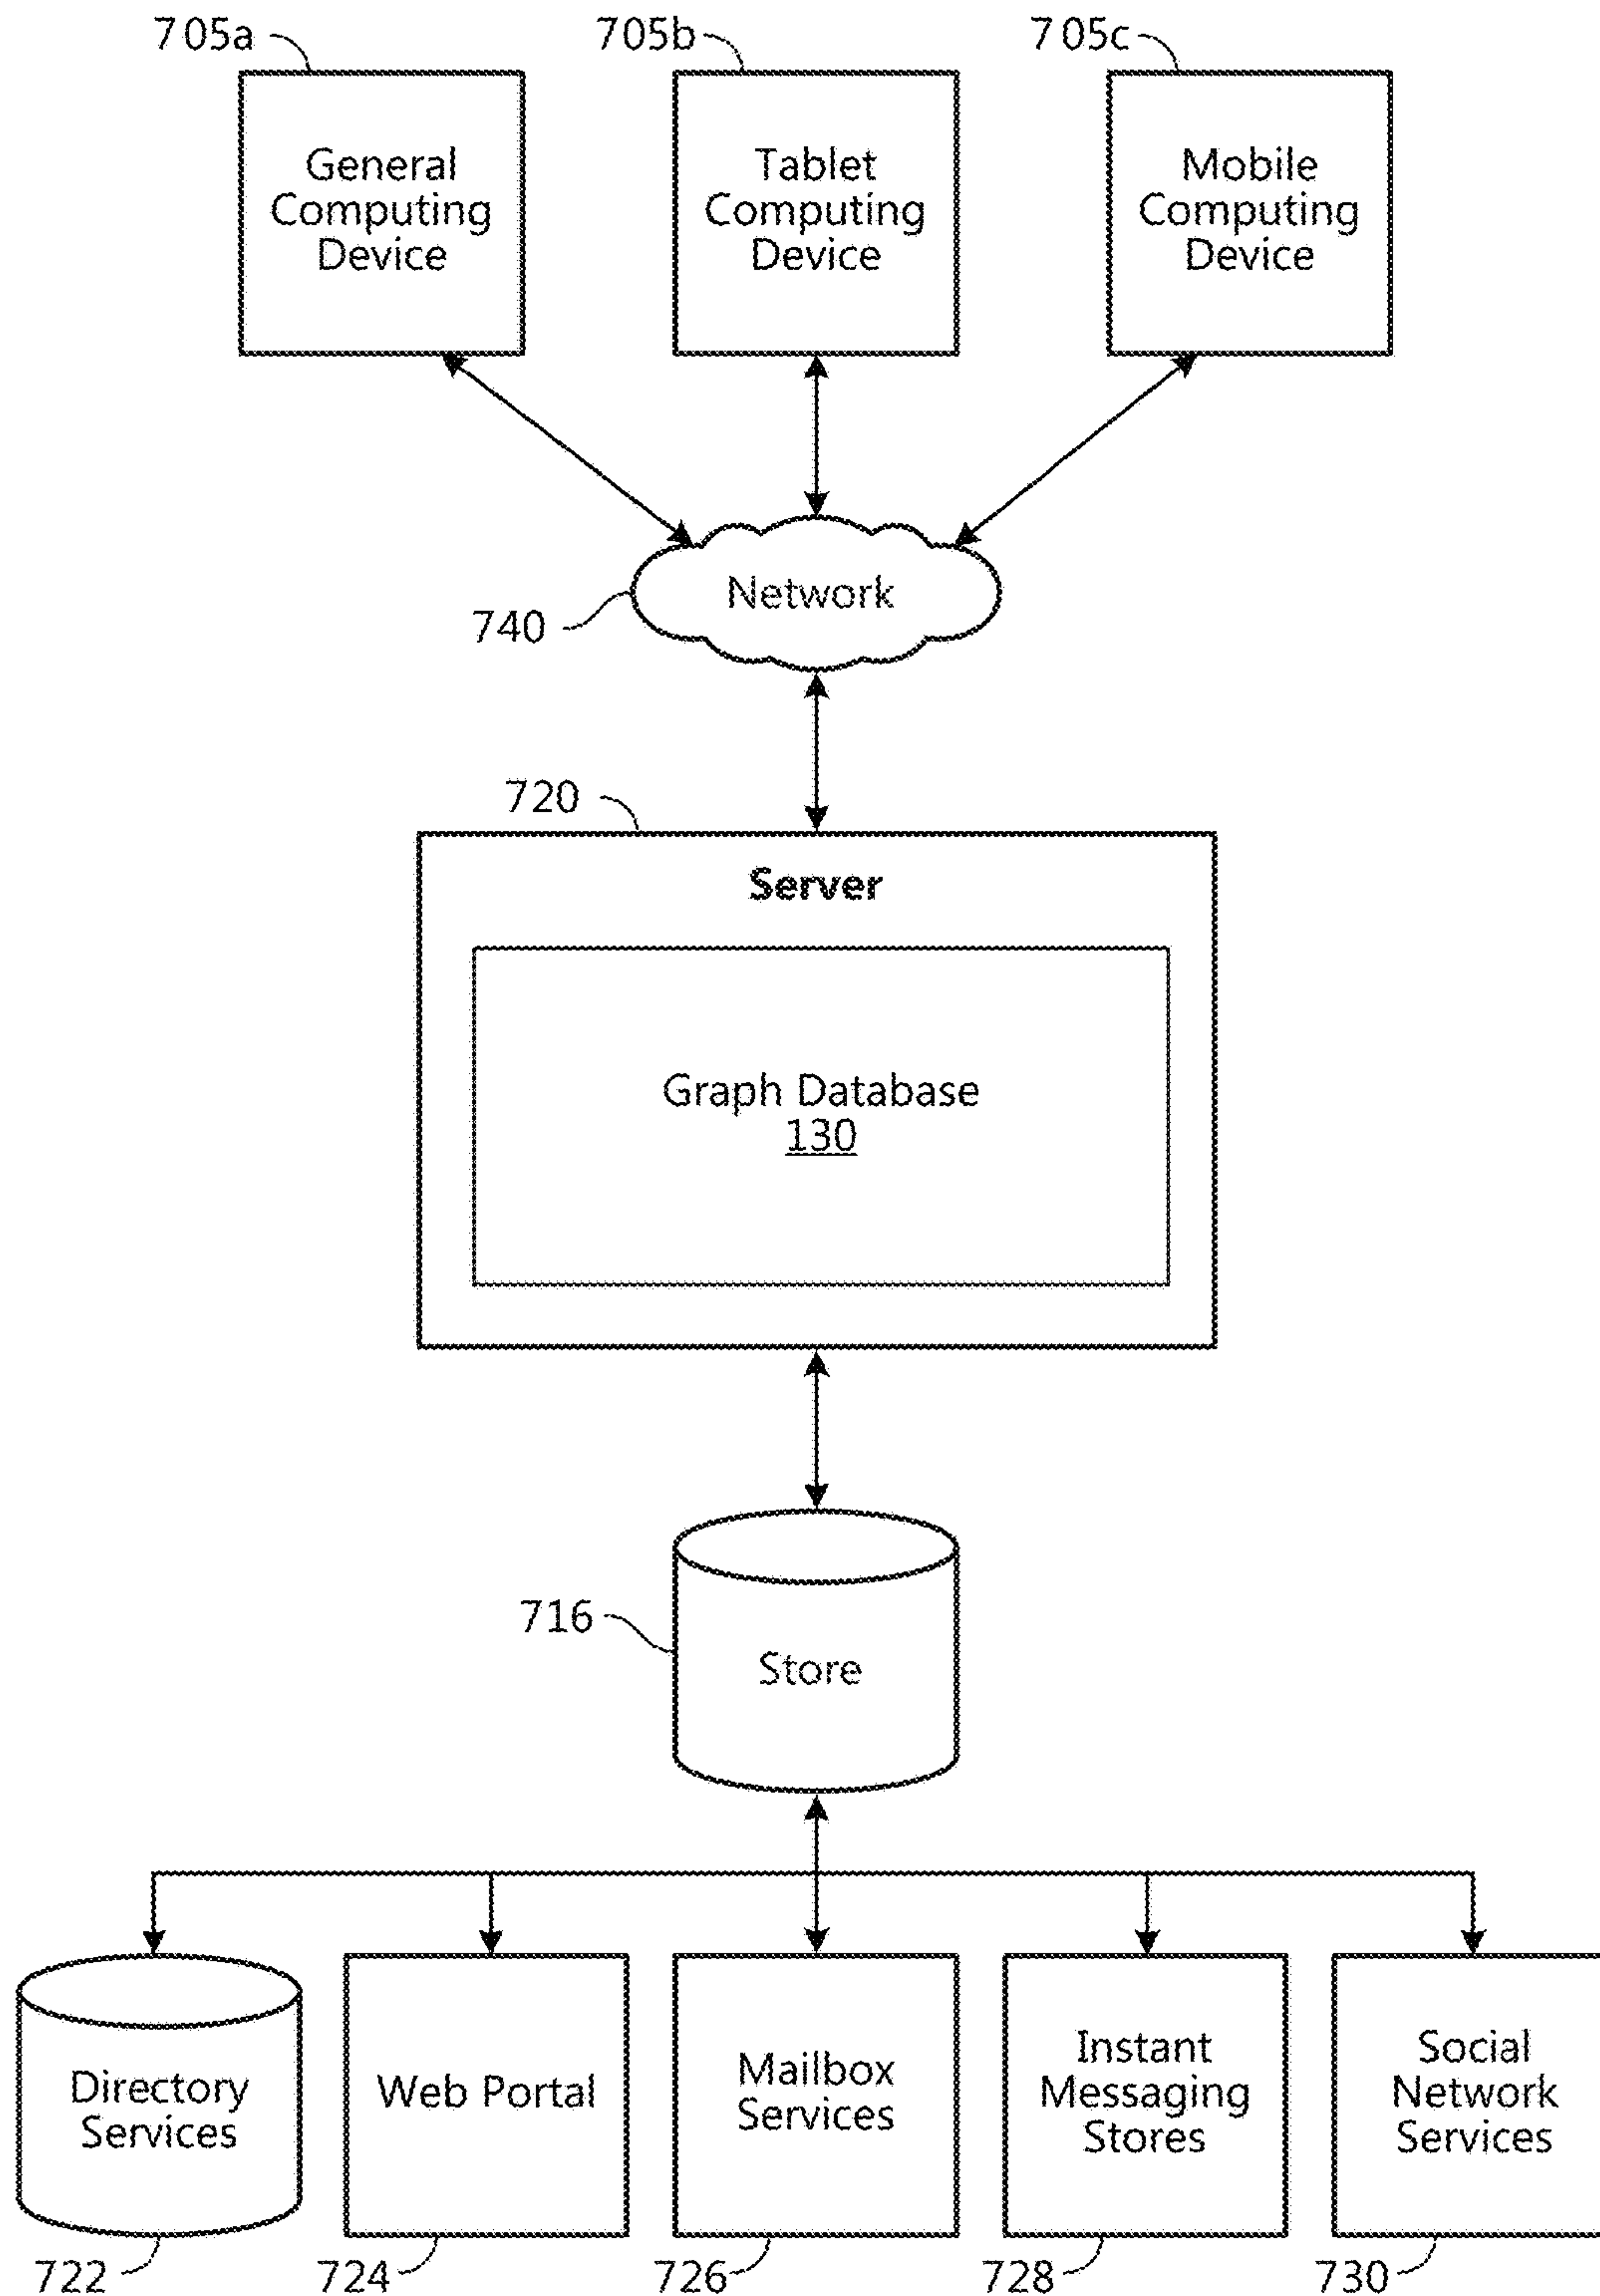 705a
705b
705c
General
Computing
Device
Tablet
Computing
Device
Mobile
Computing
Device
Network
740
720
Server
Graph Database
130
716
Store
Directory
Services
Web Portal
Mailbox
Services
Instant
Messaging
Stores
Social
Network
Services
722
724
726
728
730